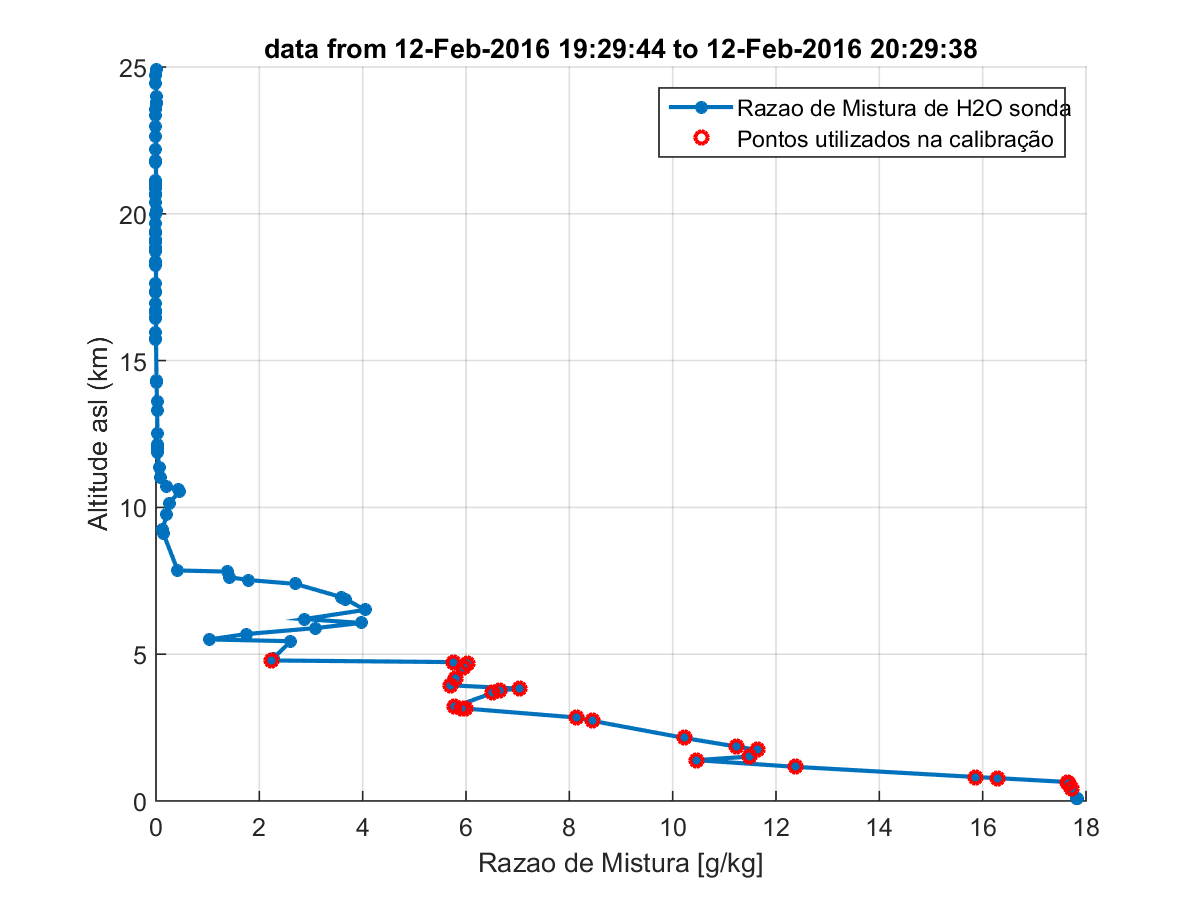 data from 12-Feb-2016 19:29:44 to 12-Feb-2016 20:29:38
Razao de Mistura de H2O sonda
Pontos utilizados na calibração
Altitude asl (km)
25
20
15
10
5
0
0 2 4 6 8 10 12 14 16 18
Razao de Mistura [g/kg]